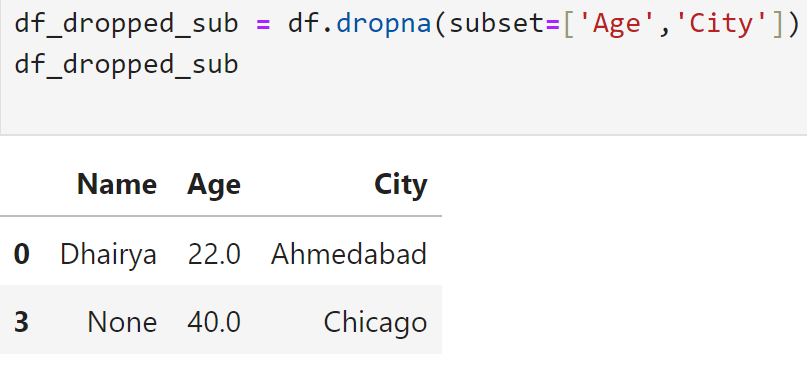 df_dropped_sub = df.dropna(subset=['Age','City'])
df_dropped_sub
Name Age City
0 Dhairya 22.0 Ahmedabad
3 None 40.0 Chicago